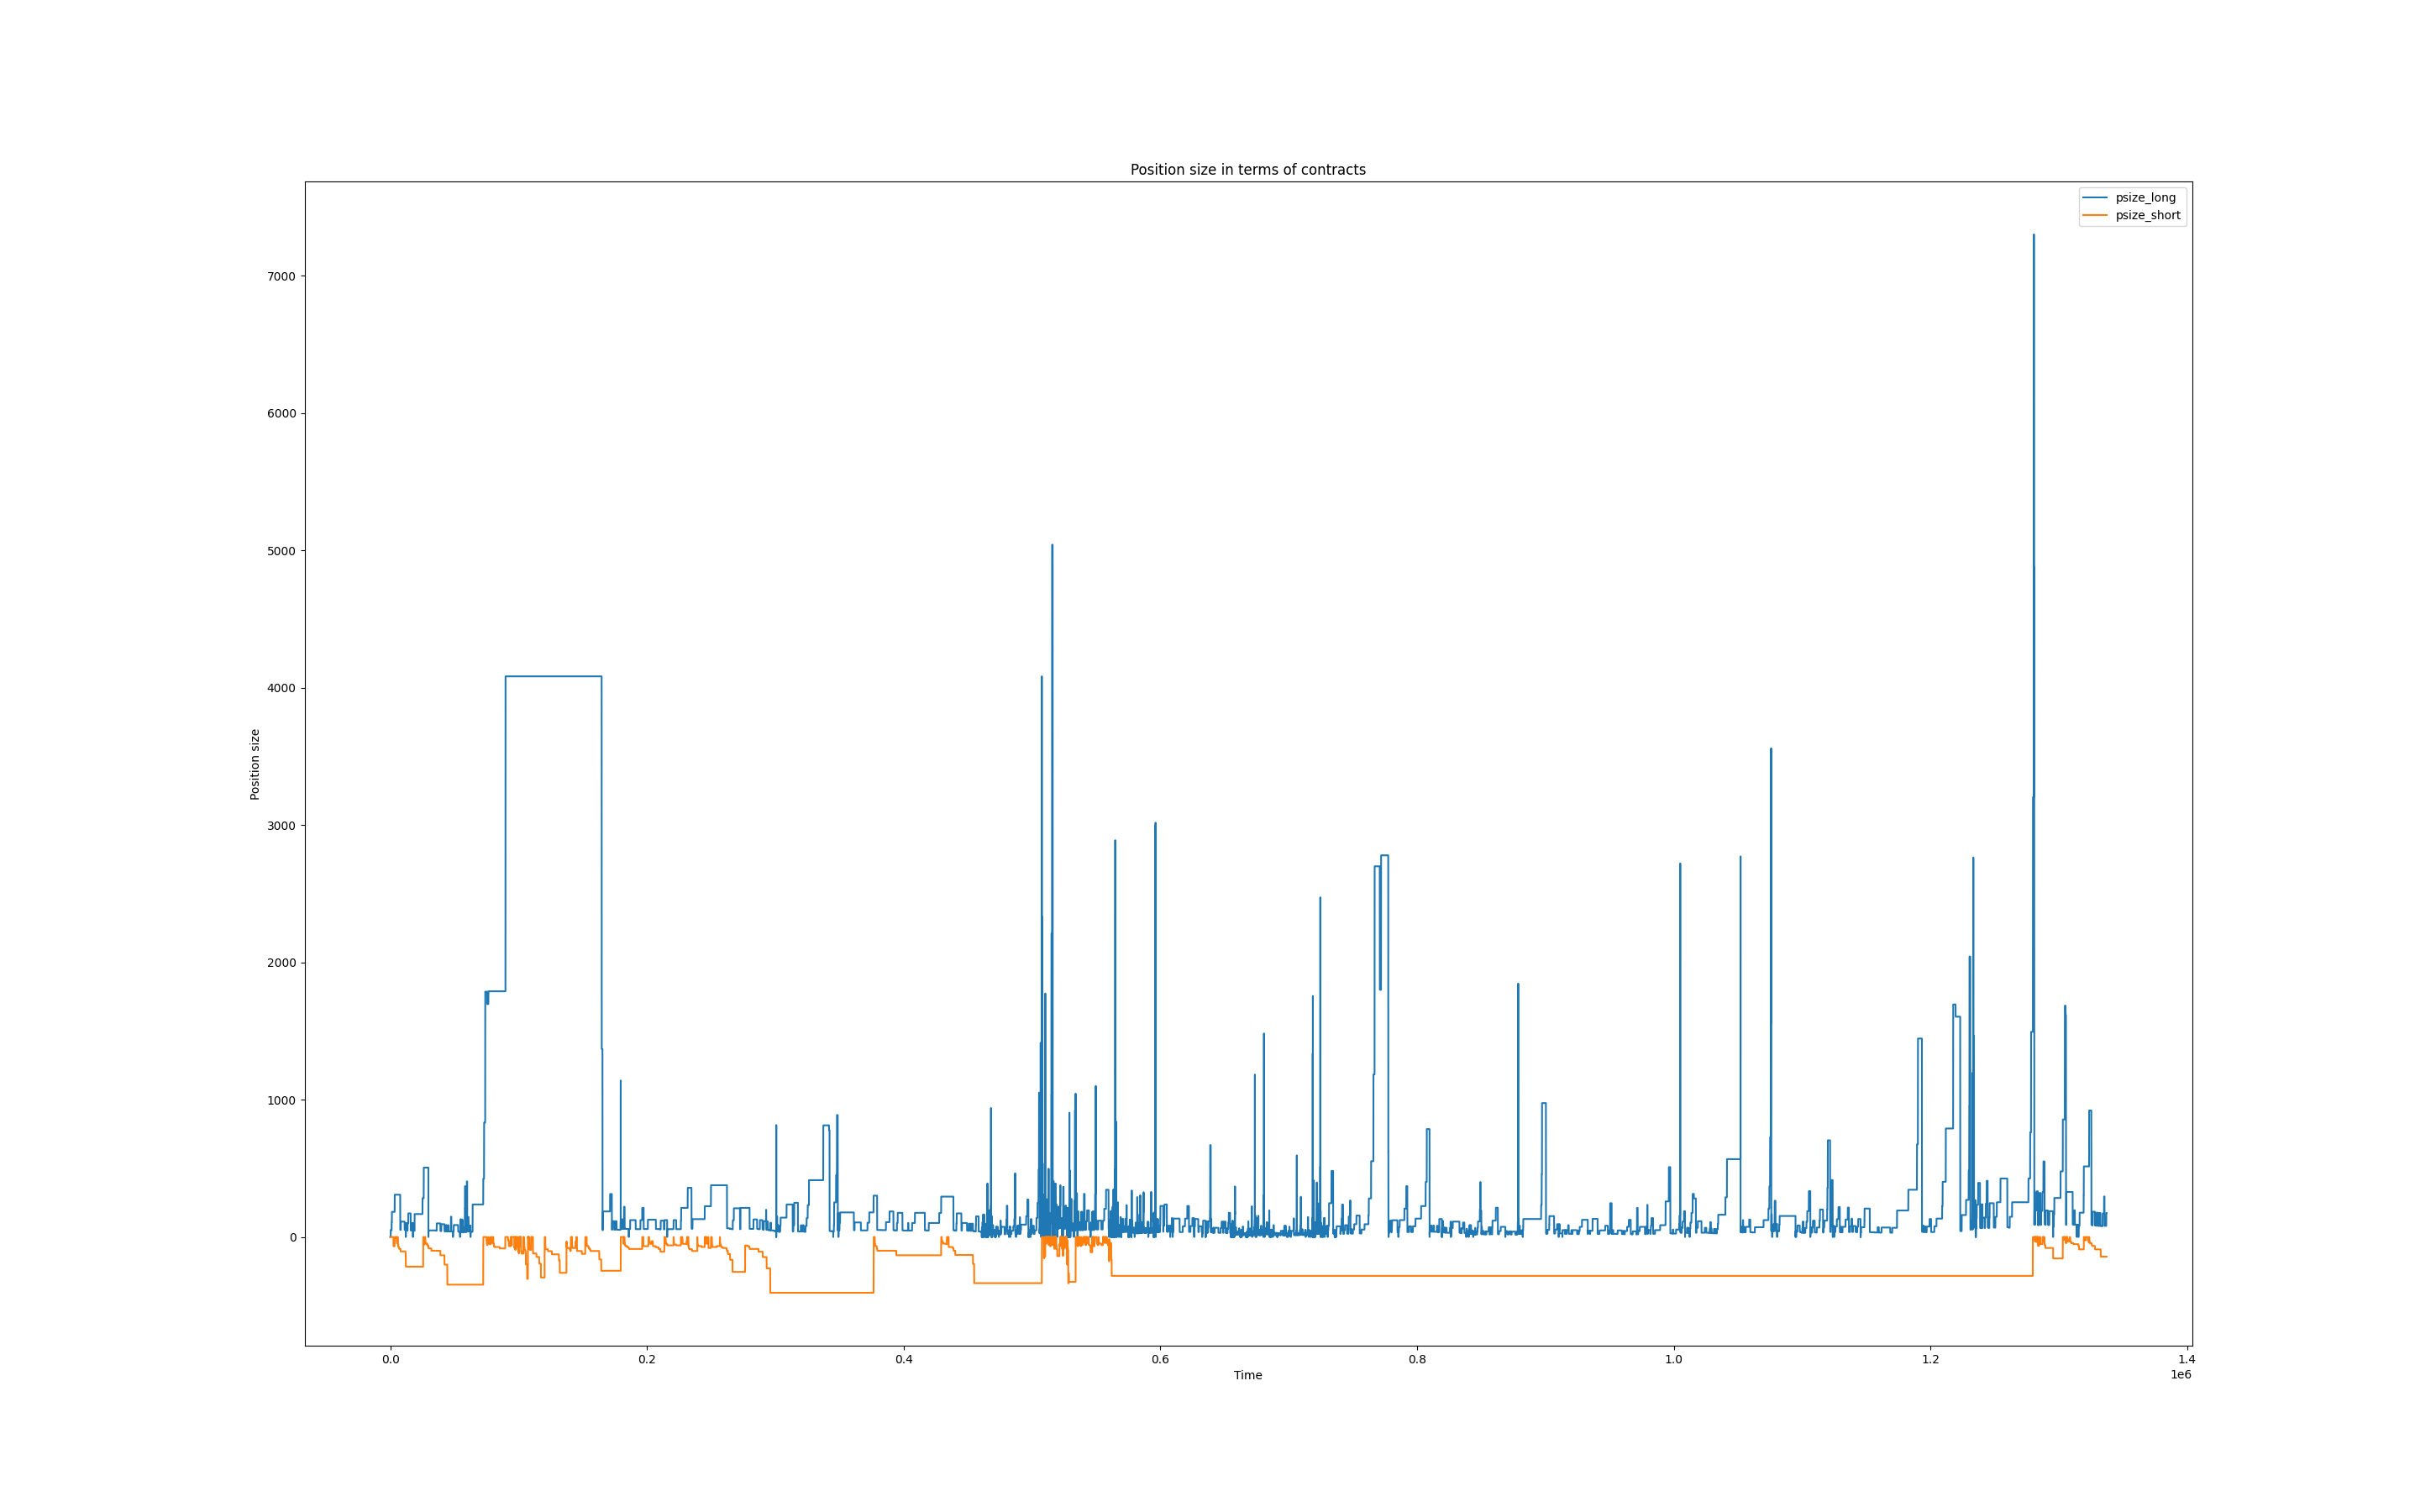 Position size in terms of contracts
psize_long
psize_short
7000
6000
5000
4000
3000
2000
1000
0
Position size
0.0 0.2 0.4 0.6 0.8 1.0 1.2 1.4
Time
1e6